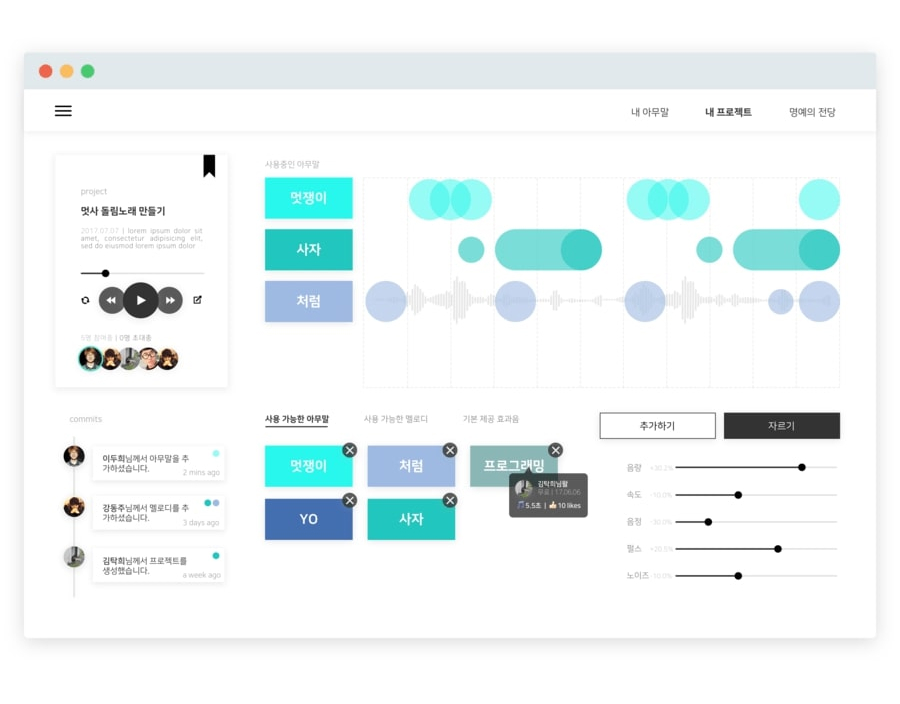 내 아무말
내 프로젝트
명예의 전당
project
멋사 돌림노래 만들기
2017.07.07 | lorem ipsum dolor sit
amet, consectetur adipisicing elit,
sed do eiusmod lorem ipsum dolor
5명 참여중 | 0명 초대중
사용중인 아무말
멋쟁이
사자
처럼
commits
이두희님께서 아무말을 추
가하셨습니다.
2 mins ago
강동주님께서 멜로디를 추
가하셨습니다.
3 days ago
김탁희님께서 프로젝트를
생성했습니다.
a week ago
사용 가능한 아무말
사용 가능한 멜로디
기본 제공 효과음
멋쟁이
처럼
프로그래밍
YO
사자
김탁희님왈
무료 | 17.06.06
5.5초 | 10 likes
추가하기
자르기
음량 +30.2%
속도 -10.0%
음정 -30.0%
펄스 +20.5%
노이즈 -10.0%